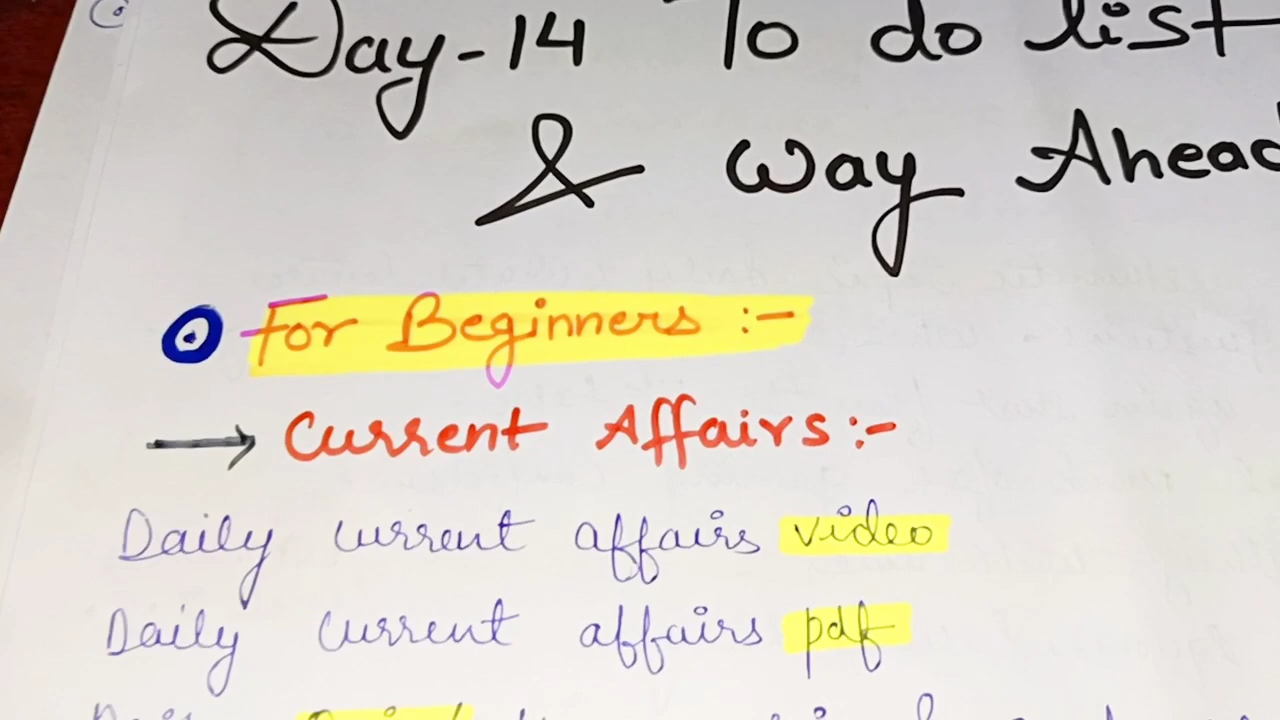 Day-14 To do list
& Way Ahead
For Beginners :-
→ Current Affairs :-
Daily current affairs video
Daily current affairs pdf
Daily